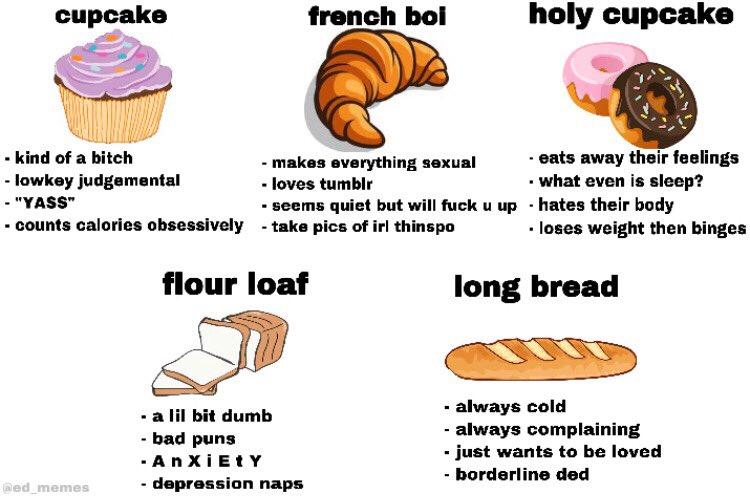 cupcake
- kind of a bitch
- lowkey judgemental
- "YASS"
- counts calories obsessively
french boi
- makes everything sexual
- loves tumblr
- seems quiet but will fuck u up
- take pics of irl thinspo
holy cupcake
- eats away their feelings
- what even is sleep?
- hates their body
- loses weight then binges
flour loaf
- a lil bit dumb
- bad puns
- A n X i E t Y
- depression naps
long bread
- always cold
- always complaining
- just wants to be loved
- borderline ded
@ed_memes